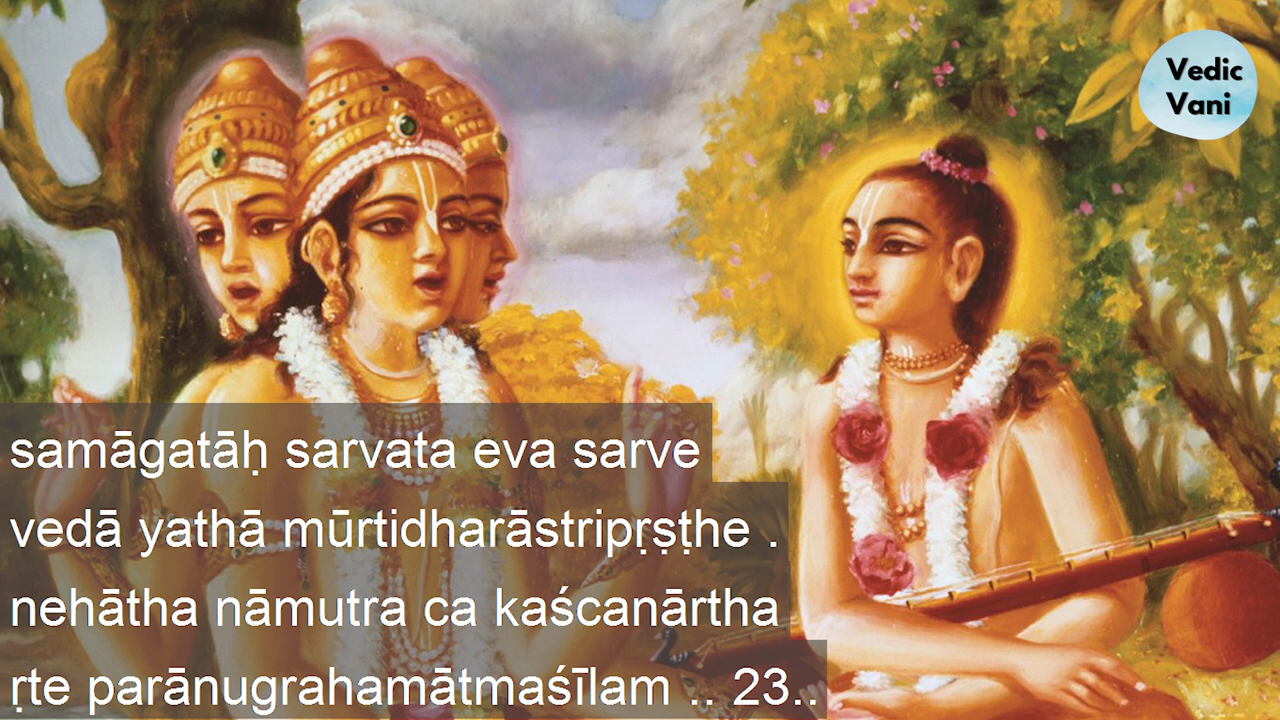 Vedic
Vani
samāgatāḥ sarvata eva sarve
vedā yathā mūrtidharāstripṛṣṭhe .
nehātha nāmutra ca kaścanārtha
ṛte parānugrahamātmaśīlam .. 23..